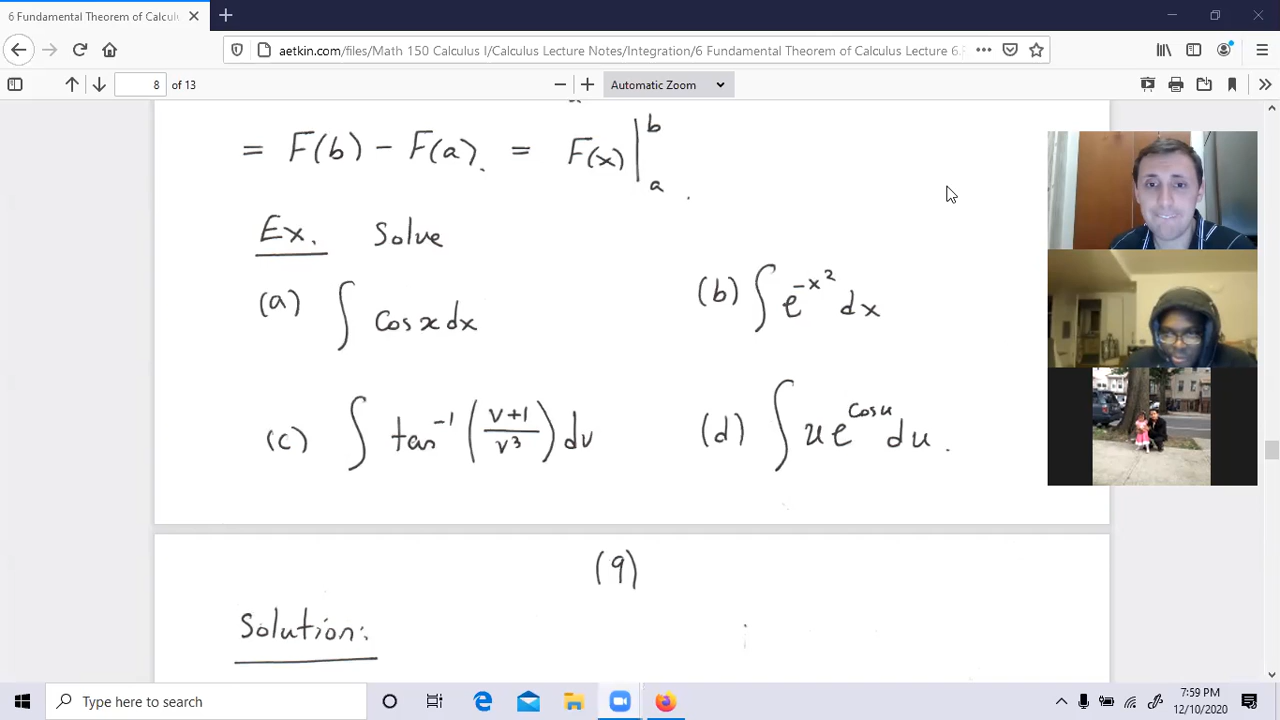 6 Fundamental Theorem of Calcul
aetkin.com/files/Math 150 Calculus I/Calculus Lecture Notes/Integration/6 Fundamental Theorem of Calculus Lecture 6.
8 of 13
Automatic Zoom
= F(b) - F(a). = F(x) |ₐᵇ .
Ex. Solve
(a) ∫ cos x dx
(b) ∫ e^{-x²} dx
(c) ∫ tan⁻¹ ( (v+1)/v³ ) dv
(d) ∫ u e^{cos u} du .
(9)
Solution:
Type here to search
7:59 PM
12/10/2020